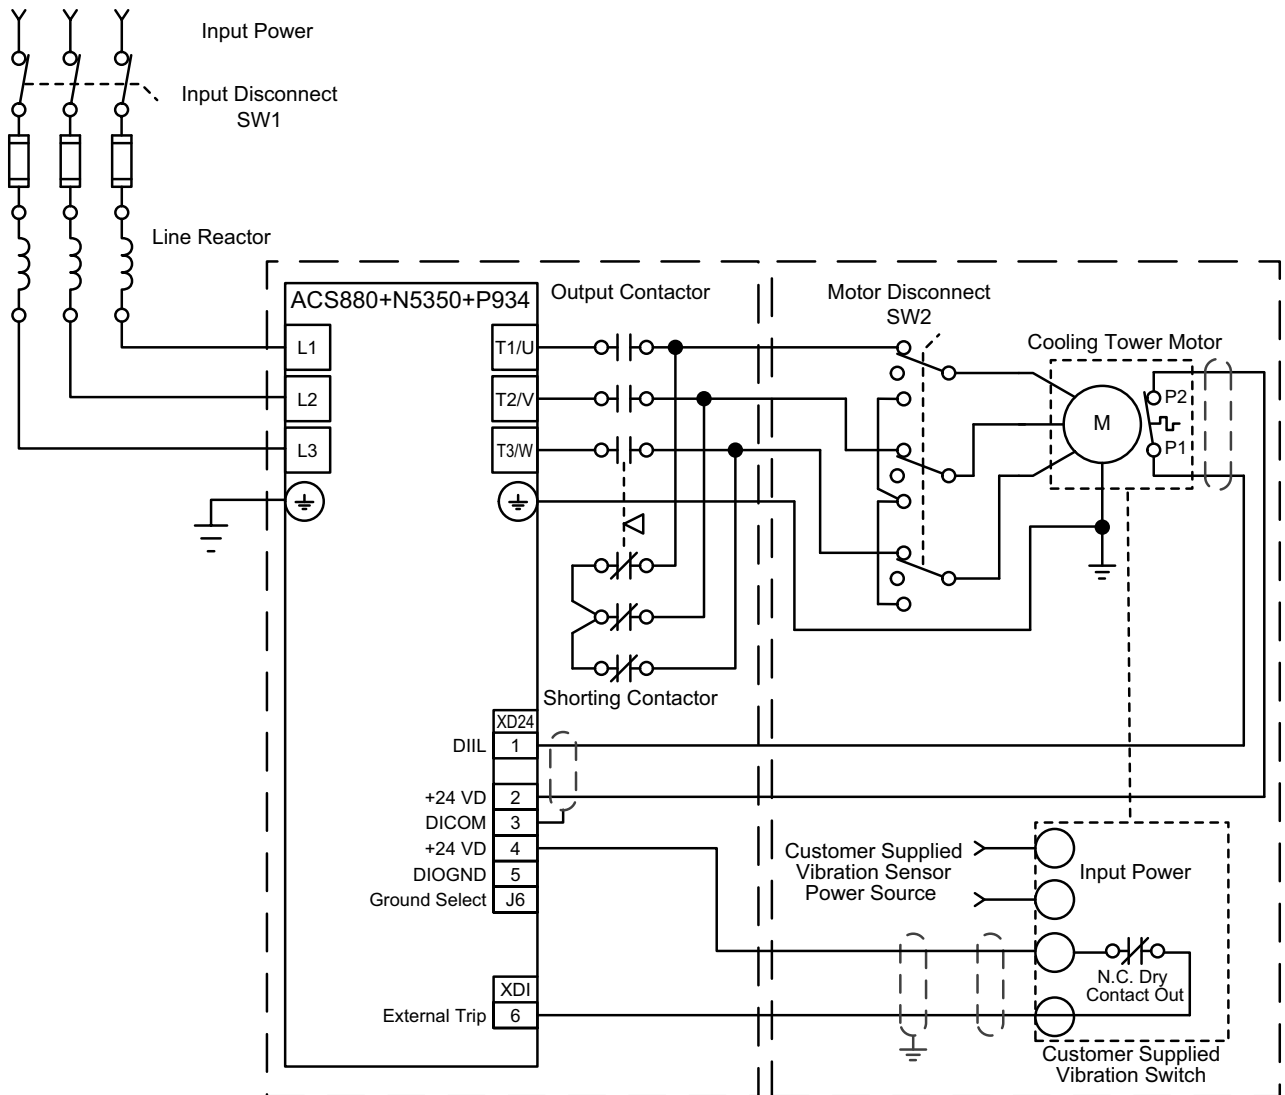 Input Power
Input Disconnect
SW1
Line Reactor
ACS880+N5350+P934
Output Contactor
Motor Disconnect
SW2
Cooling Tower Motor
L1
T1/U
L2
T2/V
P2
M
L3
T3/W
P1
Shorting Contactor
XD24
DIIL 1
+24 VD 2
DICOM 3
+24 VD 4
DIOGND 5
Ground Select J6
Customer Supplied
Vibration Sensor
Power Source
Input Power
N.C. Dry
Contact Out
XDI
External Trip 6
Customer Supplied
Vibration Switch